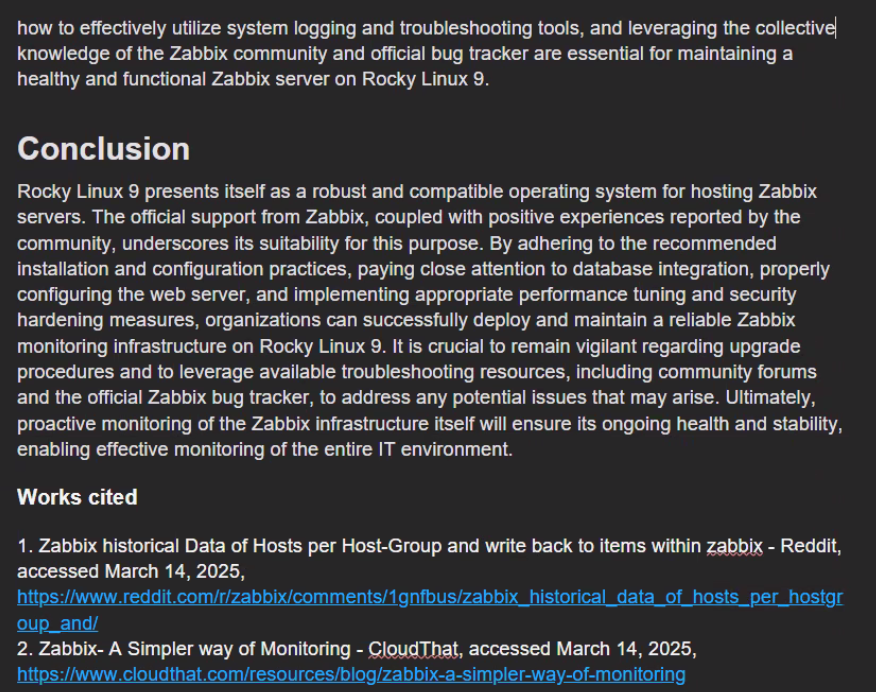 how to effectively utilize system logging and troubleshooting tools, and leveraging the collective
knowledge of the Zabbix community and official bug tracker are essential for maintaining a
healthy and functional Zabbix server on Rocky Linux 9.
Conclusion
Rocky Linux 9 presents itself as a robust and compatible operating system for hosting Zabbix
servers. The official support from Zabbix, coupled with positive experiences reported by the
community, underscores its suitability for this purpose. By adhering to the recommended
installation and configuration practices, paying close attention to database integration, properly
configuring the web server, and implementing appropriate performance tuning and security
hardening measures, organizations can successfully deploy and maintain a reliable Zabbix
monitoring infrastructure on Rocky Linux 9. It is crucial to remain vigilant regarding upgrade
procedures and to leverage available troubleshooting resources, including community forums
and the official Zabbix bug tracker, to address any potential issues that may arise. Ultimately,
proactive monitoring of the Zabbix infrastructure itself will ensure its ongoing health and stability,
enabling effective monitoring of the entire IT environment.
Works cited
1. Zabbix historical Data of Hosts per Host-Group and write back to items within zabbix - Reddit,
accessed March 14, 2025,
https://www.reddit.com/r/zabbix/comments/1gnfbus/zabbix_historical_data_of_hosts_per_hostgr
oup_and/
2. Zabbix- A Simpler way of Monitoring - CloudThat, accessed March 14, 2025,
https://www.cloudthat.com/resources/blog/zabbix-a-simpler-way-of-monitoring